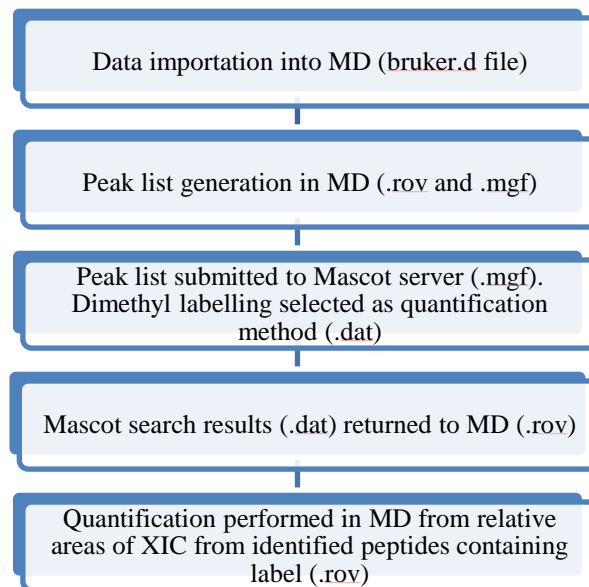 Data importation into MD (bruker.d file)
Peak list generation in MD (.rov and .mgf)
Peak list submitted to Mascot server (.mgf).
Dimethyl labelling selected as quantification
method (.dat)
Mascot search results (.dat) returned to MD (.rov)
Quantification performed in MD from relative
areas of XIC from identified peptides containing
label (.rov)